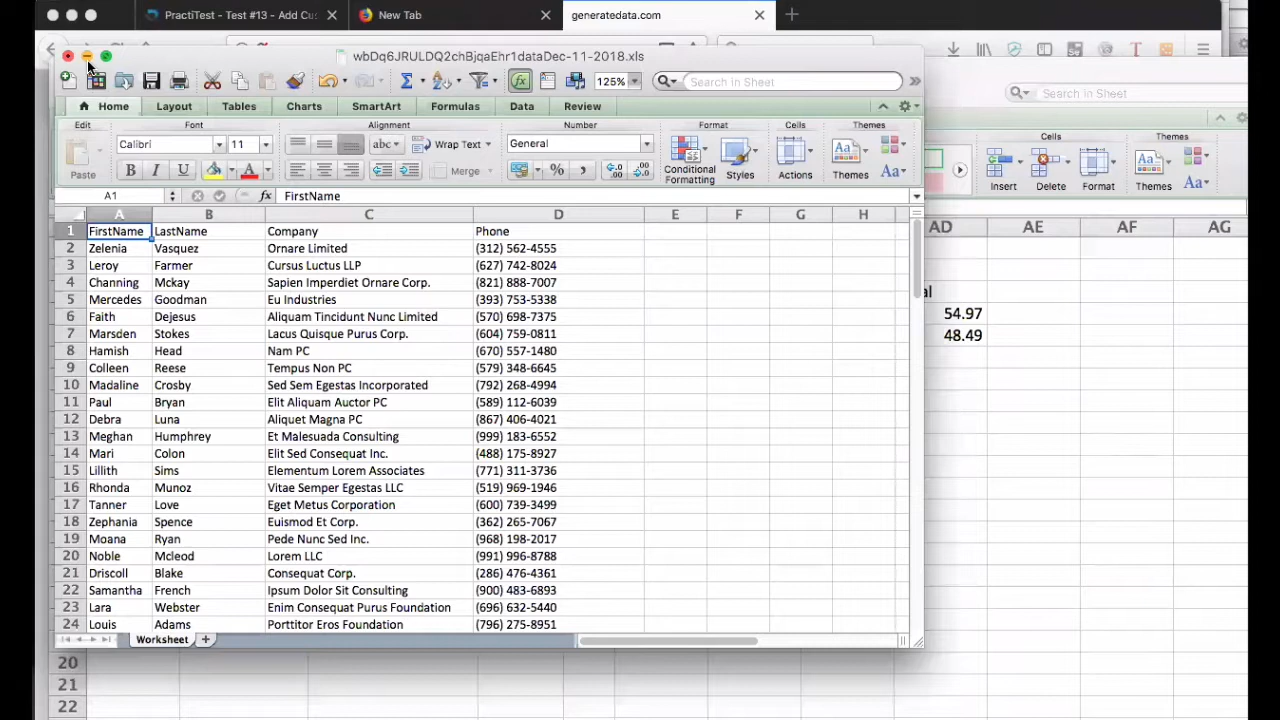 PractiTest - Test #13 - Add Cu
New Tab
generatedata.com
wbDq6JRULDQ2chBjqaEhr1dataDec-11-2018.xls
125%
Search in Sheet
Search in Sheet
Home Layout Tables Charts SmartArt Formulas Data Review
Edit Font Alignment Number Format Cells Themes
Cells Themes
Calibri 11 abc Wrap Text General
Paste B I U A Merge % , Conditional Formatting Styles Actions Themes Aa
Insert Delete Format Themes Aa
A1 fx FirstName
A B C D E F G H
AD AE AF AG
1 FirstName LastName Company Phone
2 Zelenia Vasquez Ornare Limited (312) 562-4555
3 Leroy Farmer Cursus Luctus LLP (627) 742-8024
4 Channing Mckay Sapien Imperdiet Ornare Corp. (821) 888-7007
5 Mercedes Goodman Eu Industries (393) 753-5338
6 Faith Dejesus Aliquam Tincidunt Nunc Limited (570) 698-7375
7 Marsden Stokes Lacus Quisque Purus Corp. (604) 759-0811
8 Hamish Head Nam PC (670) 557-1480
9 Colleen Reese Tempus Non PC (579) 348-6645
10 Madaline Crosby Sed Sem Egestas Incorporated (792) 268-4994
11 Paul Bryan Elit Aliquam Auctor PC (589) 112-6039
12 Debra Luna Aliquet Magna PC (867) 406-4021
13 Meghan Humphrey Et Malesuada Consulting (999) 183-6552
14 Mari Colon Elit Sed Consequat Inc. (488) 175-8927
15 Lillith Sims Elementum Lorem Associates (771) 311-3736
16 Rhonda Munoz Vitae Semper Egestas LLC (519) 969-1946
17 Tanner Love Eget Metus Corporation (600) 739-3499
18 Zephania Spence Euismod Et Corp. (362) 265-7067
19 Moana Ryan Pede Nunc Sed Inc. (968) 198-2017
20 Noble Mcleod Lorem LLC (991) 996-8788
21 Driscoll Blake Consequat Corp. (286) 476-4361
22 Samantha French Ipsum Dolor Sit Consulting (900) 483-6893
23 Lara Webster Enim Consequat Purus Foundation (696) 632-5440
24 Louis Adams Porttitor Eros Foundation (796) 275-8951
al
54.97
48.49
Worksheet
20
21
22